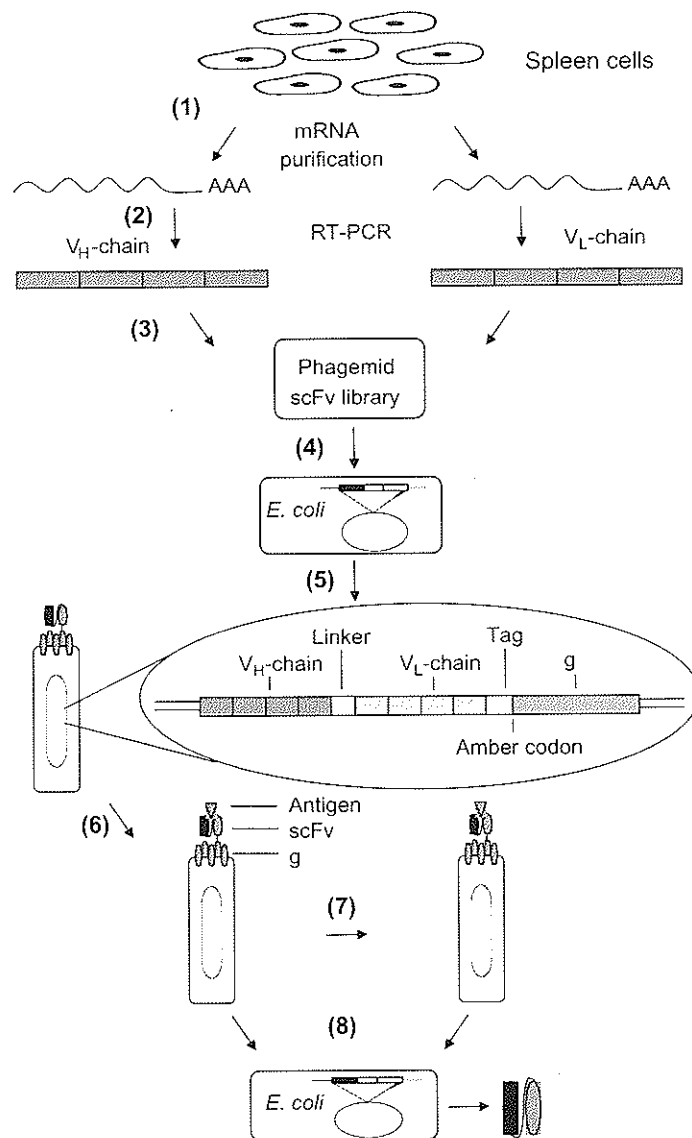 Spleen cells
(1)
mRNA
purification
AAA
AAA
(2)
RT-PCR
VH-chain
VL-chain
(3)
Phagemid
scFv library
(4)
E. coli
(5)
Linker
Tag
VH-chain
VL-chain
g
Amber codon
(6)
Antigen
scFv
g
(7)
(8)
E. coli